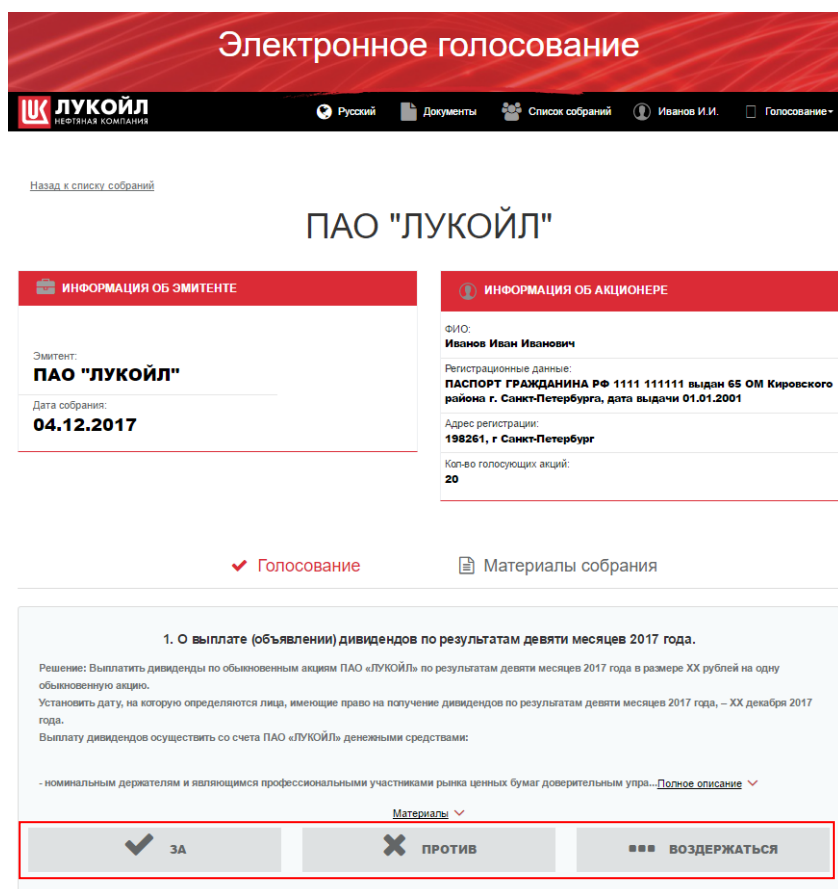 Электронное голосование
ЛУКОЙЛ
НЕФТЯНАЯ КОМПАНИЯ
Русский Документы Список собраний Иванов И.И. Голосование
Назад к списку собраний
ПАО "ЛУКОЙЛ"
ИНФОРМАЦИЯ ОБ ЭМИТЕНТЕ
Эмитент:
ПАО "ЛУКОЙЛ"
Дата собрания:
04.12.2017
ИНФОРМАЦИЯ ОБ АКЦИОНЕРЕ
ФИО:
Иванов Иван Иванович
Регистрационные данные:
ПАСПОРТ ГРАЖДАНИНА РФ 1111 111111 выдан 65 ОМ Кировского
района г. Санкт-Петербурга, дата выдачи 01.01.2001
Адрес регистрации:
198261, г Санкт-Петербург
Кол-во голосующих акций:
20
Голосование Материалы собрания
1. О выплате (объявлении) дивидендов по результатам девяти месяцев 2017 года.
Решение: Выплатить дивиденды по обыкновенным акциям ПАО «ЛУКОЙЛ» по результатам девяти месяцев 2017 года в размере XX рублей на одну
обыкновенную акцию.
Установить дату, на которую определяются лица, имеющие право на получение дивидендов по результатам девяти месяцев 2017 года, – XX декабря 2017
года.
Выплату дивидендов осуществить со счета ПАО «ЛУКОЙЛ» денежными средствами:
- номинальным держателям и являющимся профессиональными участниками рынка ценных бумаг доверительным упра...Полное описание
Материалы
ЗА ПРОТИВ ВОЗДЕРЖАТЬСЯ